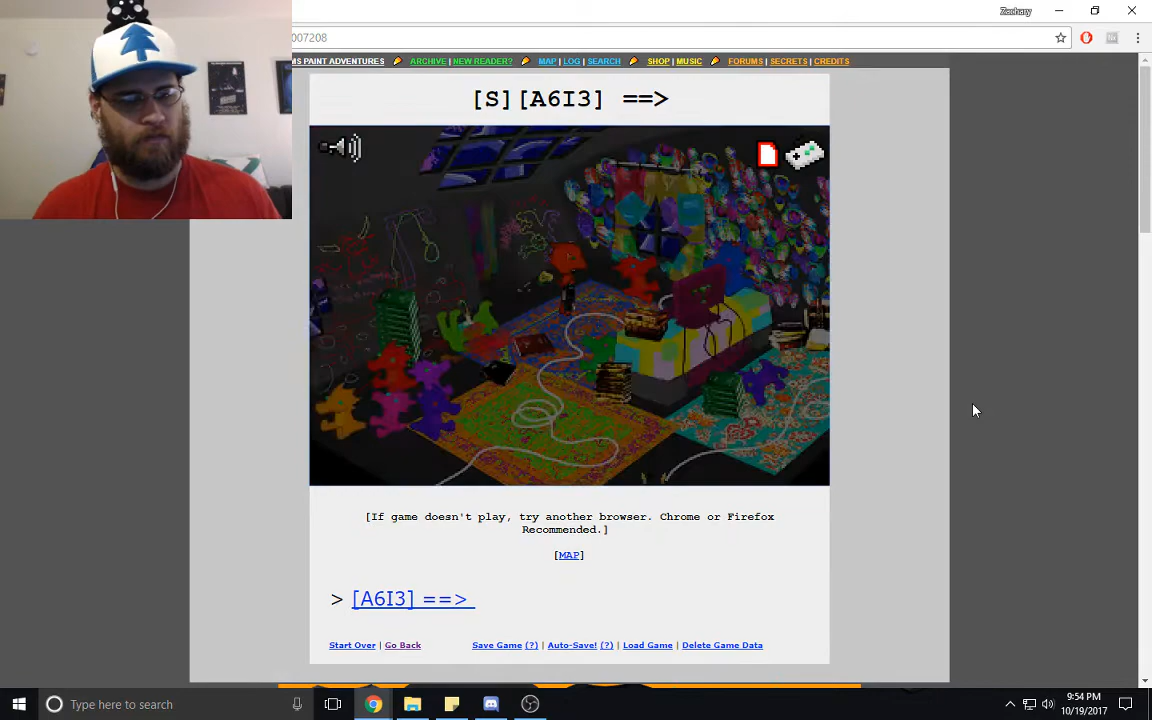 Zachary
007208
MS PAINT ADVENTURES ARCHIVE | NEW READER? MAP | LOG | SEARCH SHOP | MUSIC FORUMS | SECRETS | CREDITS
[S][A6I3] ==>
[If game doesn't play, try another browser. Chrome or Firefox
Recommended.]
[MAP]
> [A6I3] ==>
Start Over | Go Back Save Game (?) | Auto-Save! (?) | Load Game | Delete Game Data
Type here to search
9:54 PM
10/19/2017